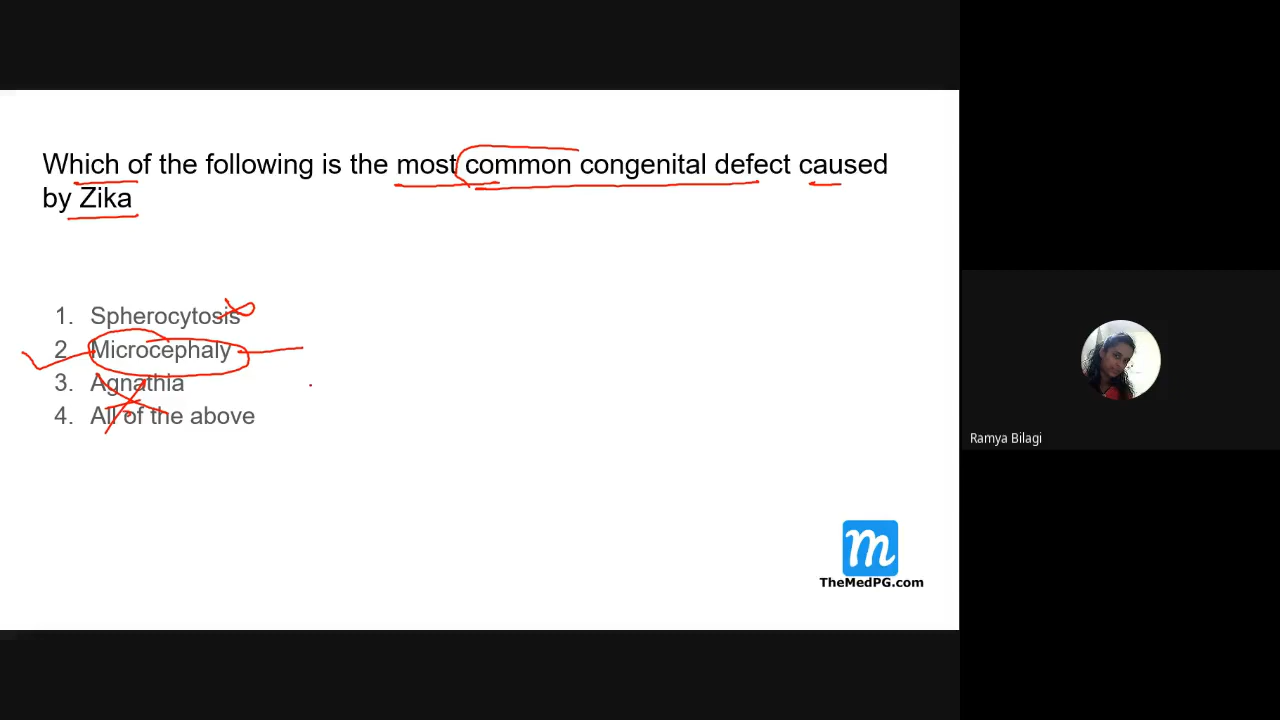 Which of the following is the most common congenital defect caused
by Zika
1. Spherocytosis
2. Microcephaly
3. Agnathia
4. All of the above
m
TheMedPG.com
Ramya Bilagi